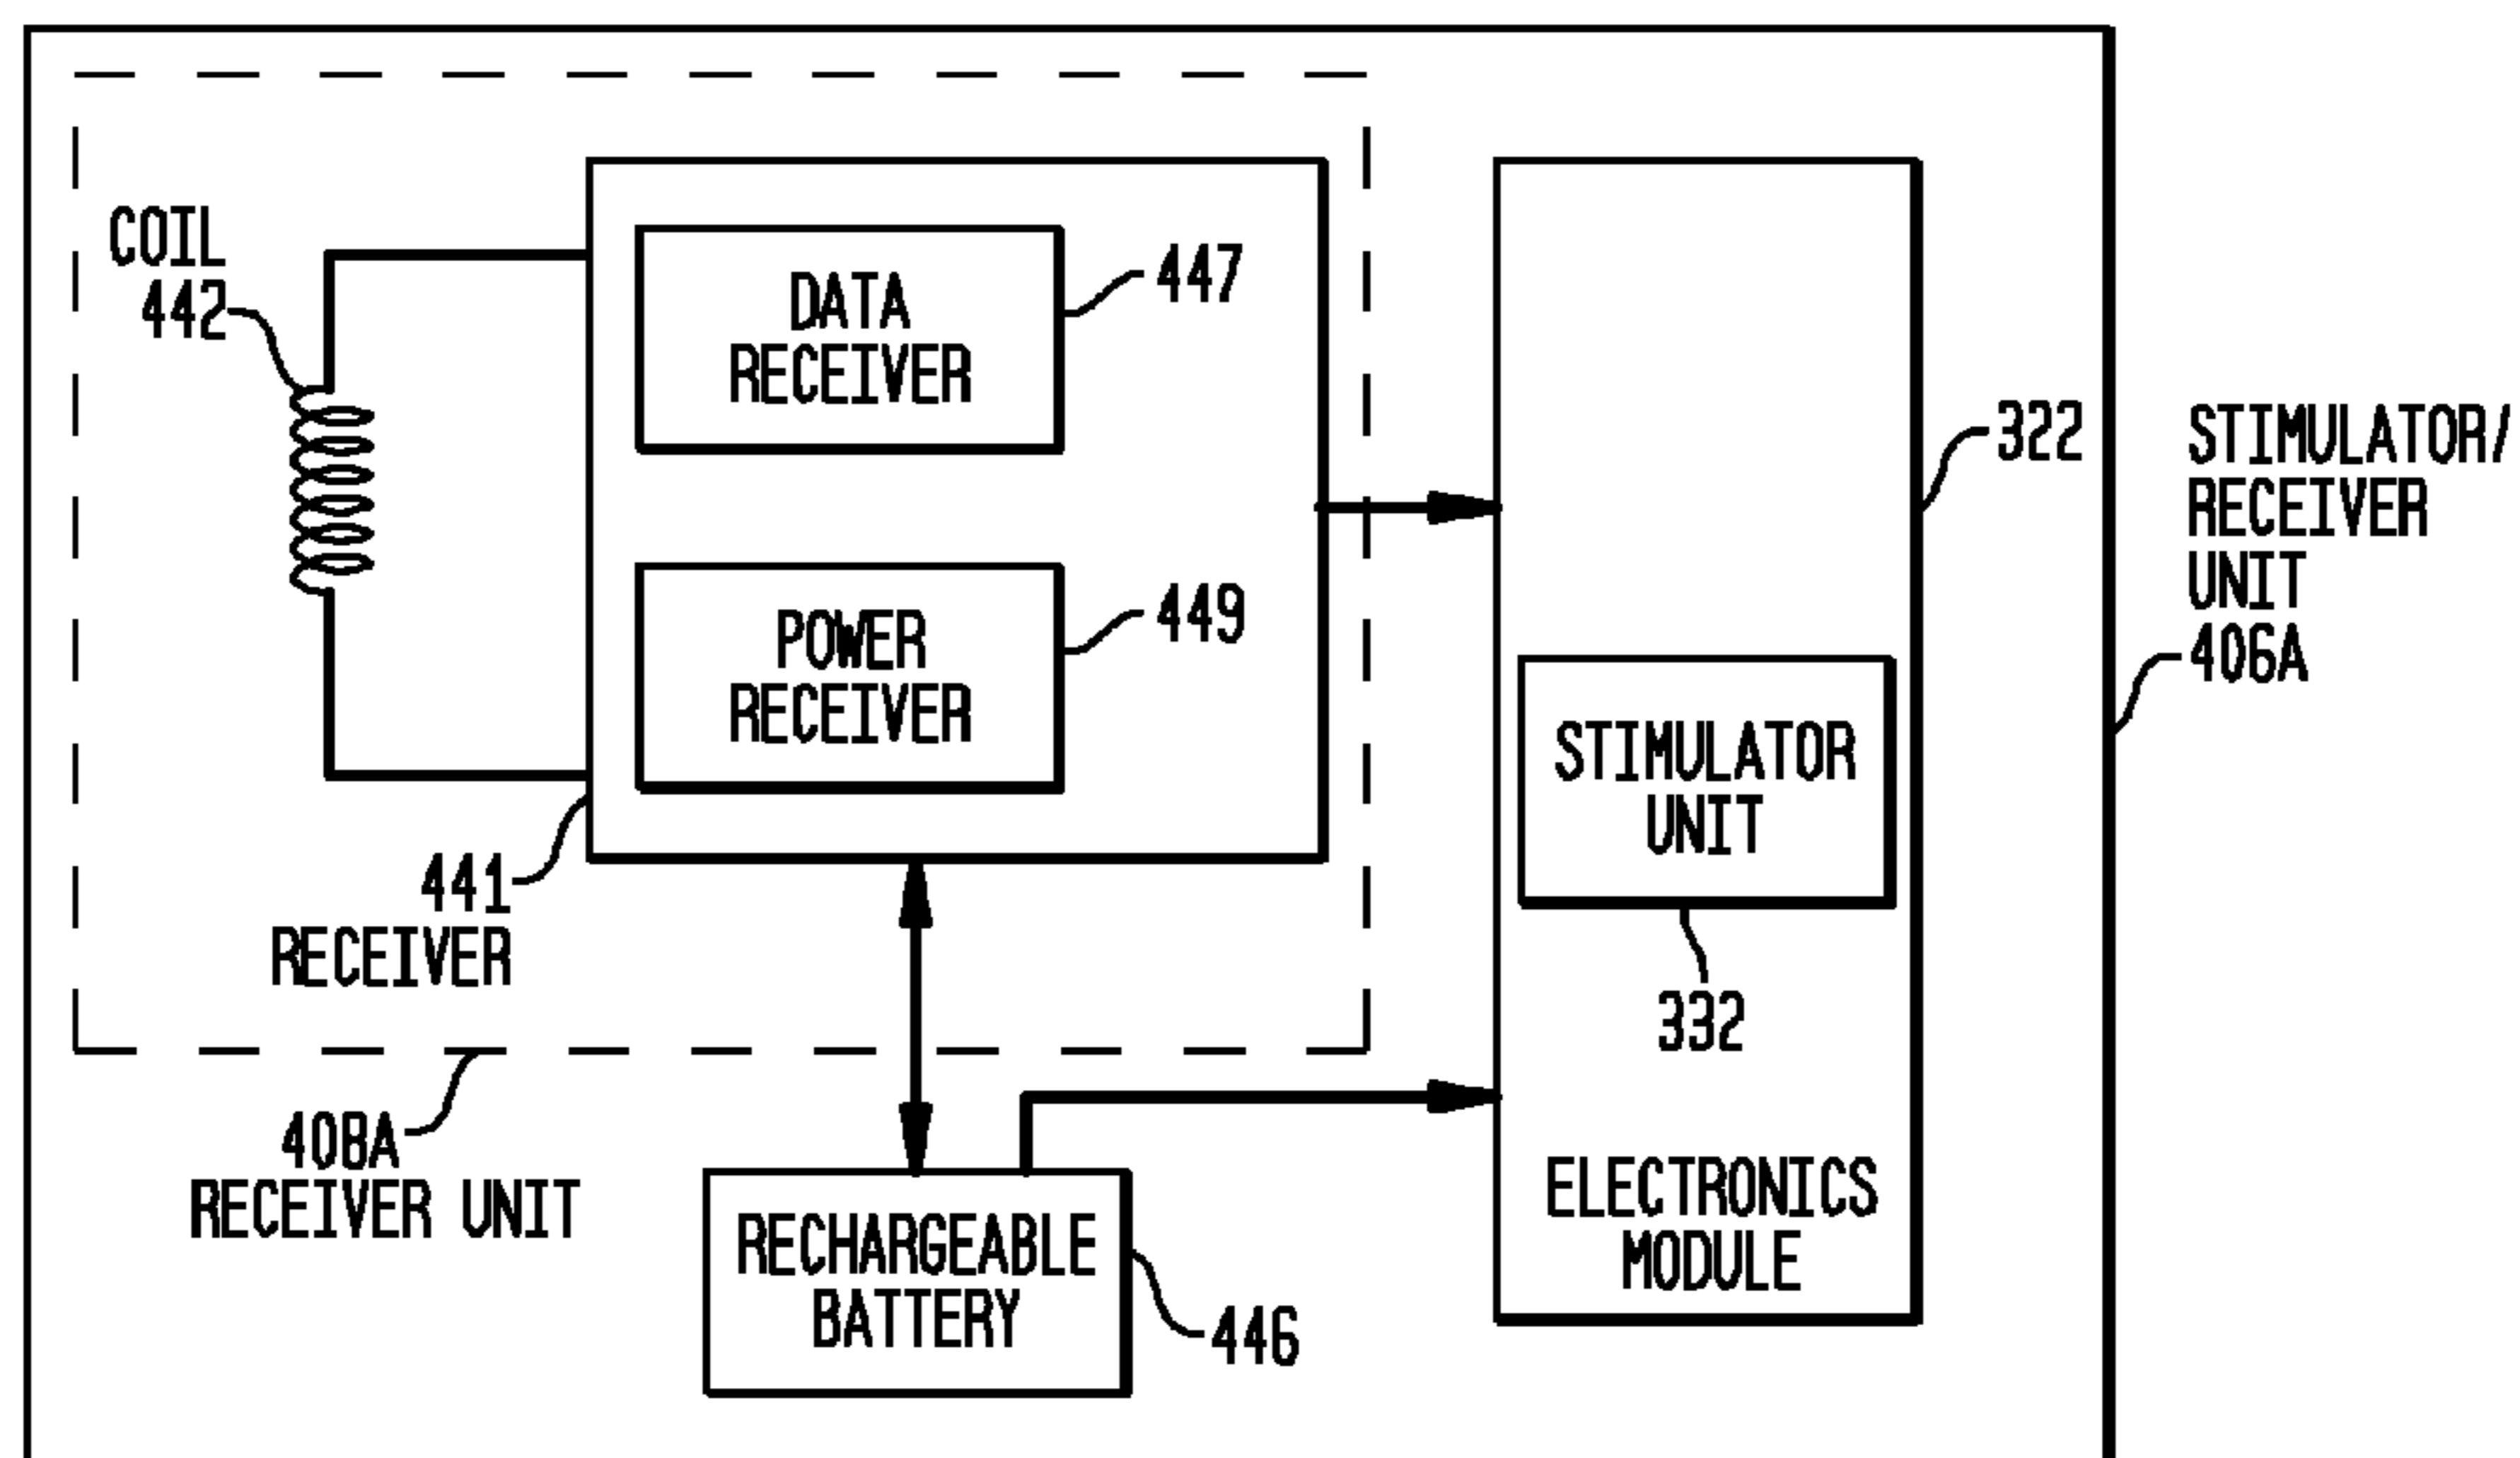 COIL
442
DATA
RECEIVER
447
POWER
RECEIVER
449
441
RECEIVER
408A
RECEIVER UNIT
RECHARGEABLE
BATTERY
446
322
STIMULATOR
UNIT
332
ELECTRONICS
MODULE
STIMULATOR/
RECEIVER
UNIT
406A